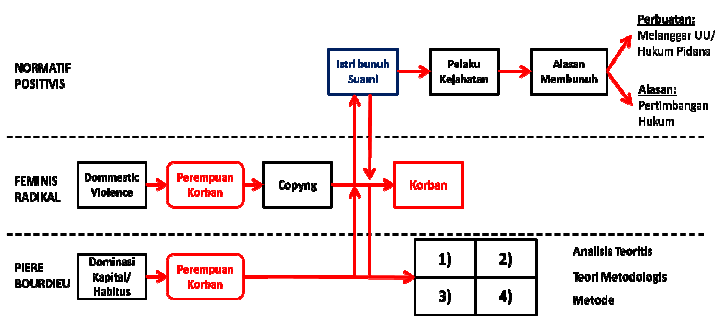 NORMATIF
POSITIVIS
Istri bunuh
Suami
Pelaku
Kejahatan
Alasan
Membunuh
Perbuatan:
Melanggar UU/
Hukum Pidana
Alasan:
Pertimbangan
Hukum
FEMINIS
RADIKAL
Dommestic
Violence
Perempuan
Korban
Copyng
Korban
PIERE
BOURDIEU
Dominasi
Kapital/
Habitus
Perempuan
Korban
1)
2)
3)
4)
Analisis Teoritis
Teori Metodologis
Metode